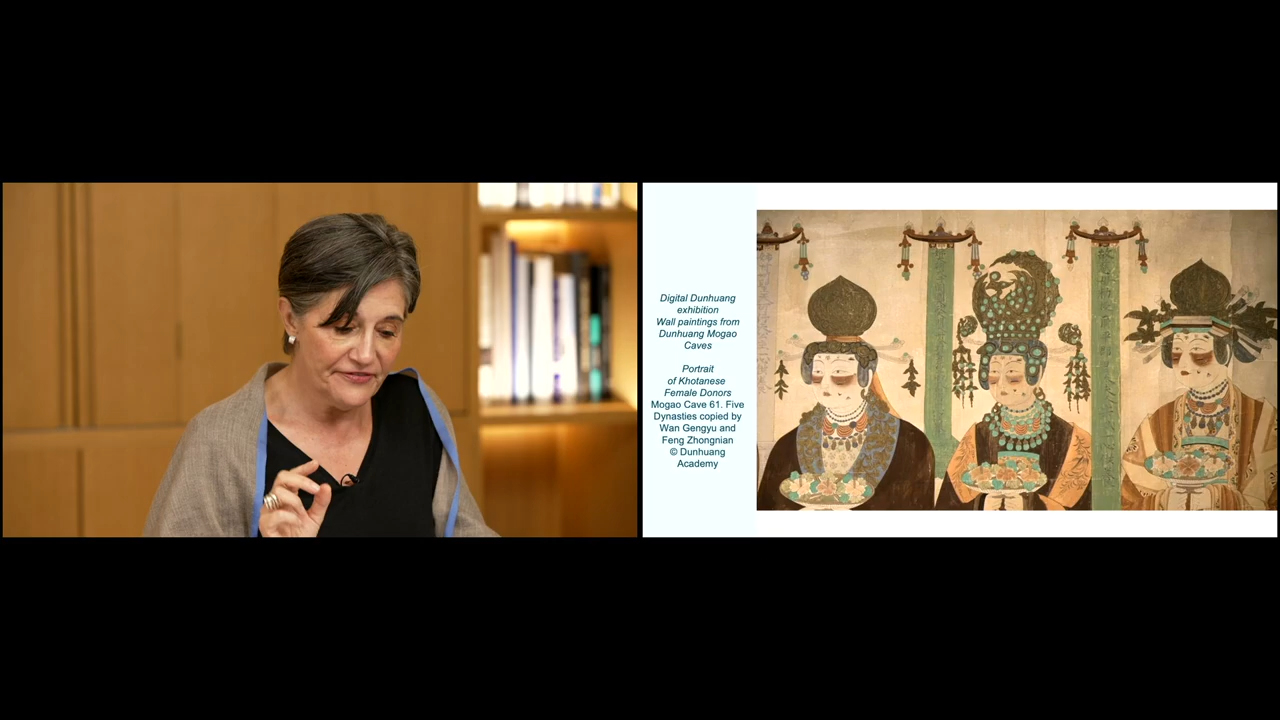 Digital Dunhuang
exhibition
Wall paintings from
Dunhuang Mogao
Caves
Portrait
of Khotanese
Female Donors
Mogao Cave 61. Five
Dynasties copied by
Wan Gengyu and
Feng Zhongnian
© Dunhuang
Academy